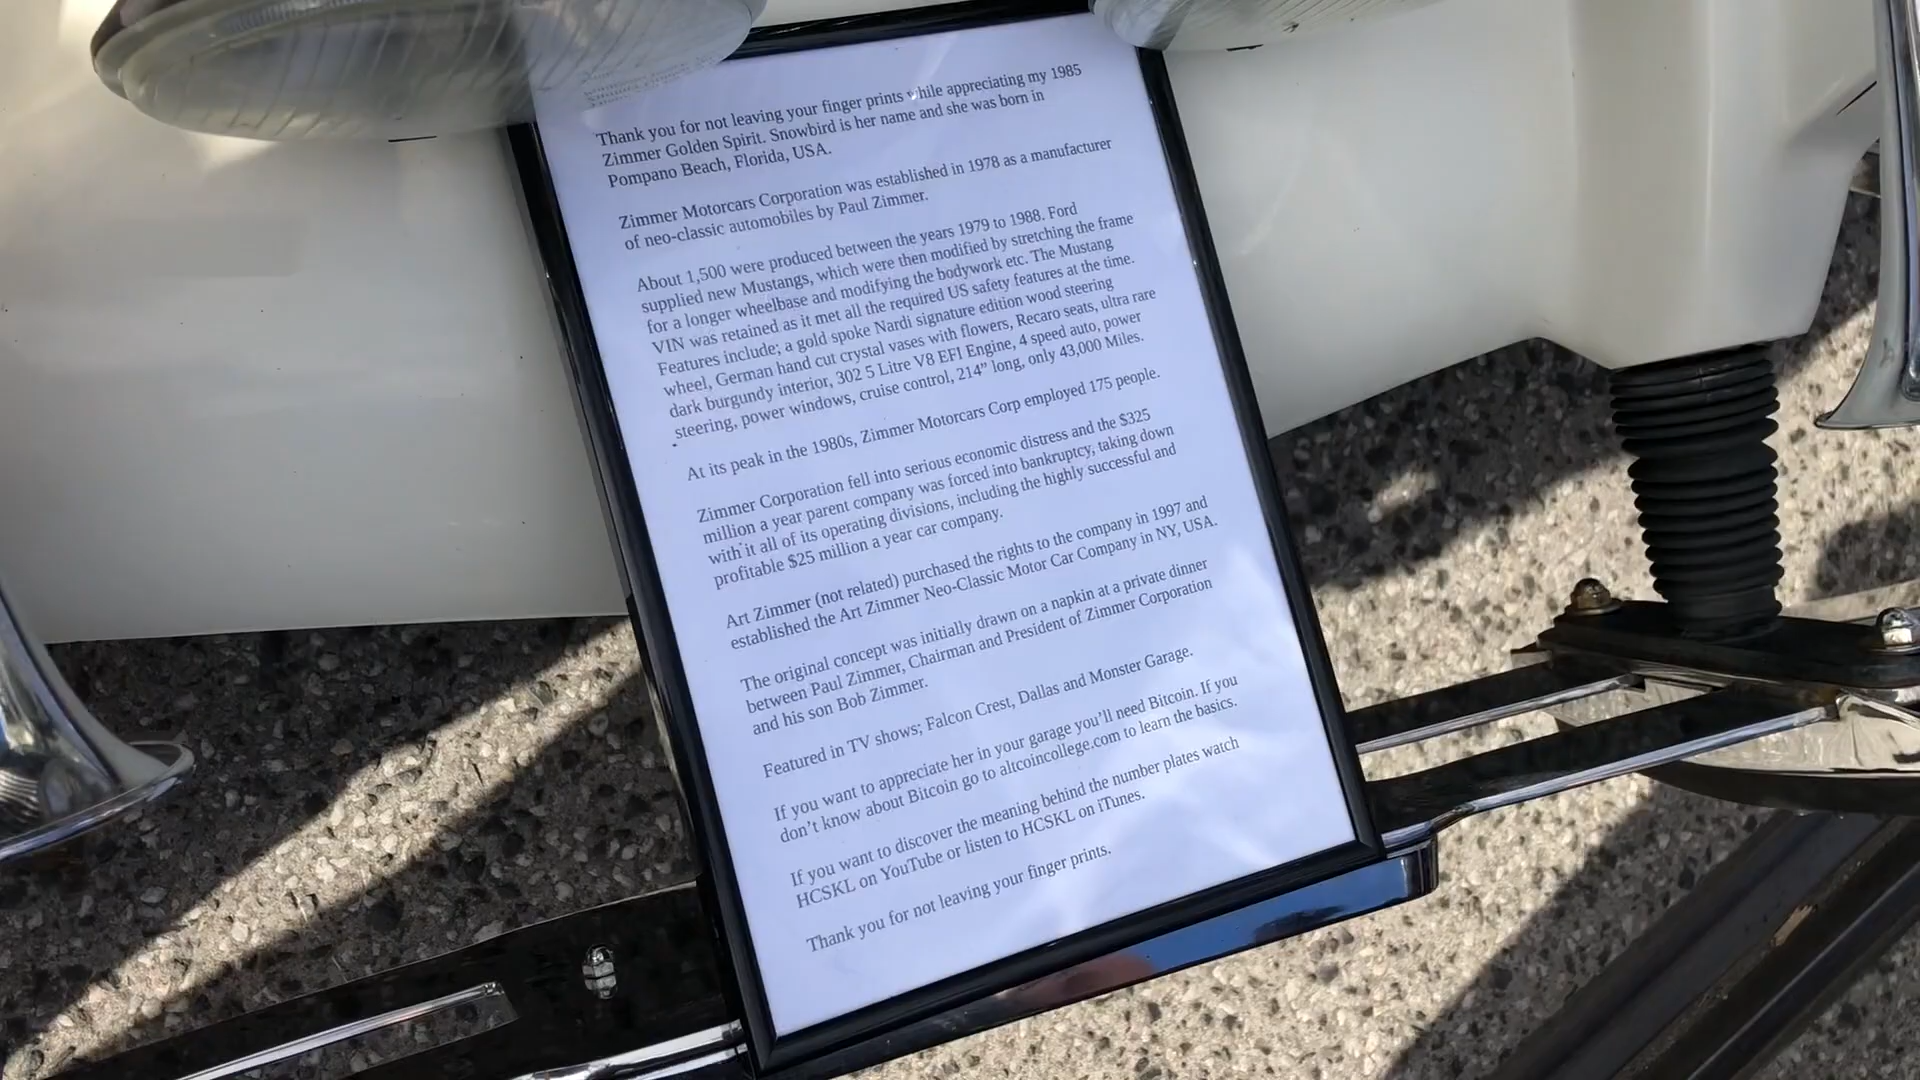 Thank you for not leaving your finger prints while appreciating my 1985
Zimmer Golden Spirit. Snowbird is her name and she was born in
Pompano Beach, Florida, USA.
Zimmer Motorcars Corporation was established in 1978 as a manufacturer
of neo-classic automobiles by Paul Zimmer.
About 1,500 were produced between the years 1979 to 1988. Ford
supplied new Mustangs, which were then modified by stretching the frame
for a longer wheelbase and modifying the bodywork etc. The Mustang
VIN was retained as it met all the required US safety features at the time.
Features include; a gold spoke Nardi signature edition wood steering
wheel, German hand cut crystal vases with flowers, Recaro seats, ultra rare
dark burgundy interior, 302 5 Litre V8 EFI Engine, 4 speed auto, power
steering, power windows, cruise control, 214” long, only 43,000 Miles.
At its peak in the 1980s, Zimmer Motorcars Corp employed 175 people.
Zimmer Corporation fell into serious economic distress and the $325
million a year parent company was forced into bankruptcy, taking down
with it all of its operating divisions, including the highly successful and
profitable $25 million a year car company.
Art Zimmer (not related) purchased the rights to the company in 1997 and
established the Art Zimmer Neo-Classic Motor Car Company in NY, USA.
The original concept was initially drawn on a napkin at a private dinner
between Paul Zimmer, Chairman and President of Zimmer Corporation
and his son Bob Zimmer.
Featured in TV shows; Falcon Crest, Dallas and Monster Garage.
If you want to appreciate her in your garage you’ll need Bitcoin. If you
don’t know about Bitcoin go to altcoincollege.com to learn the basics.
If you want to discover the meaning behind the number plates watch
HCSKL on YouTube or listen to HCSKL on iTunes.
Thank you for not leaving your finger prints.